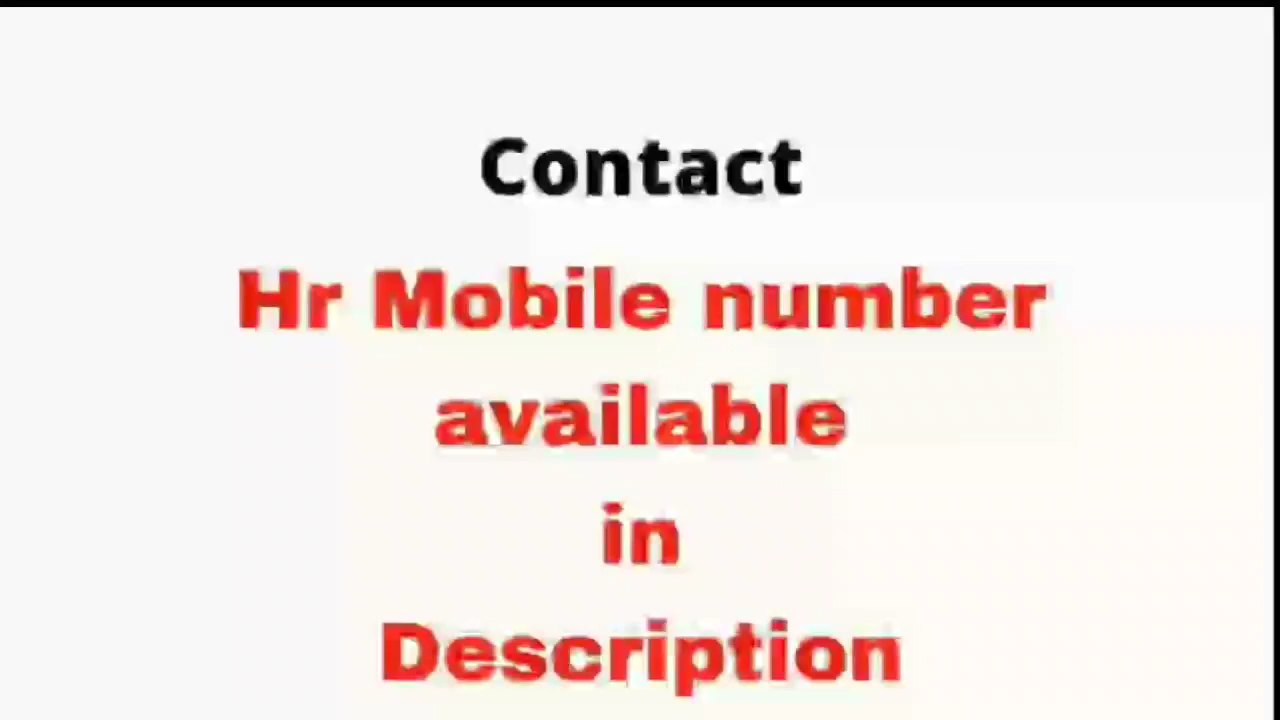 Contact
Hr Mobile number
available
in
Description